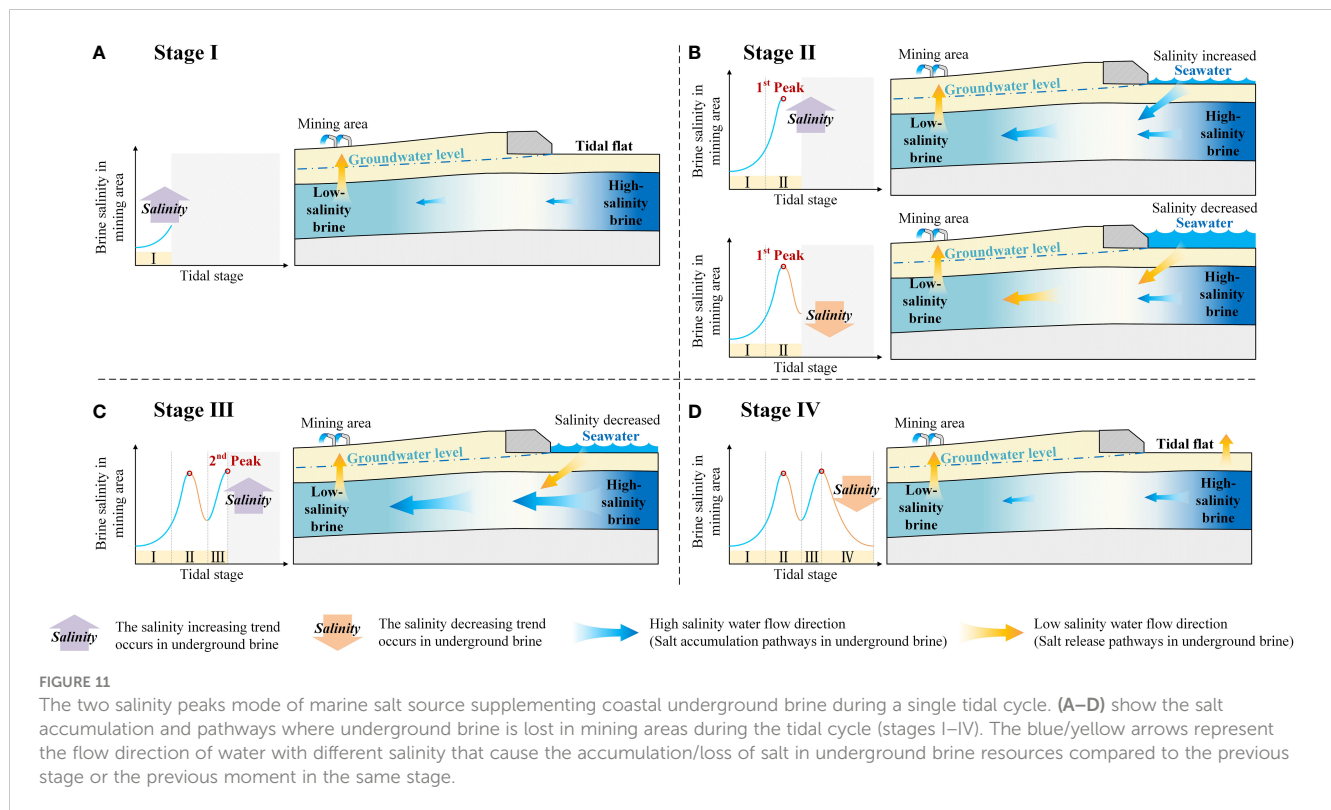 A
Stage I
Mining area
Groundwater level
Tidal flat
Low-
salinity
brine
High-
salinity
brine
Brine salinity in
mining area
Salinity
I
Tidal stage
B
Stage II
Mining area
Salinity increased
Seawater
1st Peak
Salinity
Groundwater level
Low-
salinity
brine
High-
salinity
brine
Brine salinity in
mining area
I
II
Tidal stage
Mining area
Salinity decreased
Seawater
1st Peak
Salinity
Groundwater level
Low-
salinity
brine
High-
salinity
brine
Brine salinity in
mining area
I
II
Tidal stage
C
Stage III
Mining area
Salinity decreased
Seawater
2nd Peak
Salinity
Groundwater level
Low-
salinity
brine
High-
salinity
brine
Brine salinity in
mining area
I
II
III
Tidal stage
D
Stage IV
Mining area
Tidal flat
Salinity
Groundwater level
Low-
salinity
brine
High-
salinity
brine
Brine salinity in
mining area
I
II
III
IV
Tidal stage
Salinity
The salinity increasing trend
occurs in underground brine
Salinity
The salinity decreasing trend
occurs in underground brine
High salinity water flow direction
(Salt accumulation pathways in underground brine)
Low salinity water flow direction
(Salt release pathways in underground brine)
FIGURE 11
The two salinity peaks mode of marine salt source supplementing coastal underground brine during a single tidal cycle. (A–D) show the salt
accumulation and pathways where underground brine is lost in mining areas during the tidal cycle (stages I–IV). The blue/yellow arrows represent
the flow direction of water with different salinity that cause the accumulation/loss of salt in underground brine resources compared to the previous
stage or the previous moment in the same stage.